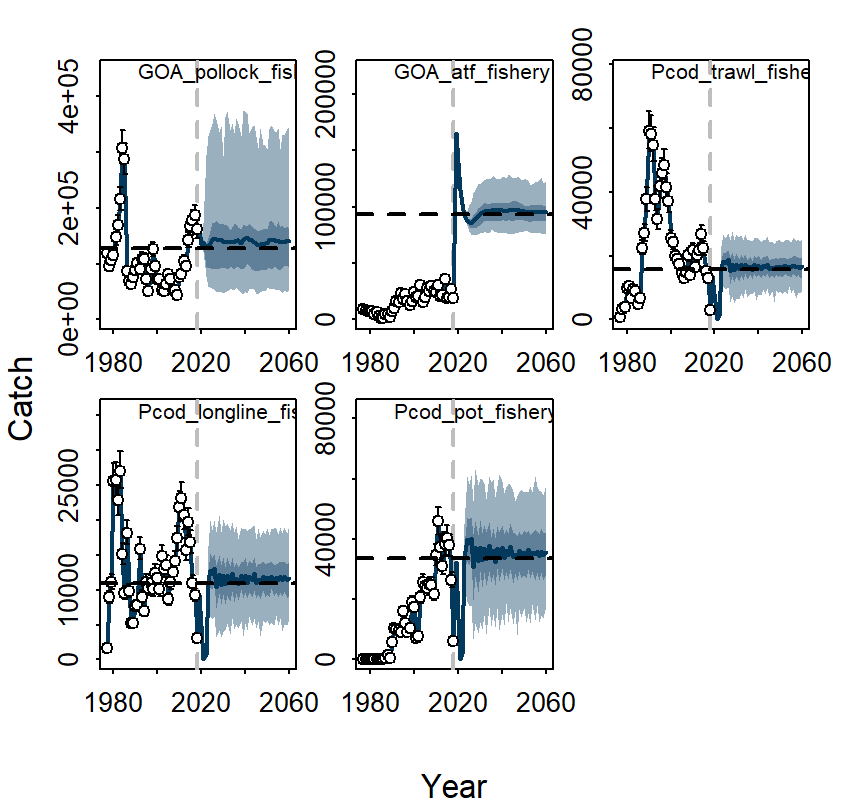 GOA_pollock_fis
GOA_atf_fishery
Pcod_trawl_fishe
4e+05
2e+05
0e+00
200000
100000
0
80000
40000
0
1980 2020 2060
1980 2020 2060
1980 2020 2060
Catch
Pcod_longline_fis
Pcod_pot_fishery
25000
10000
0
80000
40000
0
1980 2020 2060
1980 2020 2060
Year